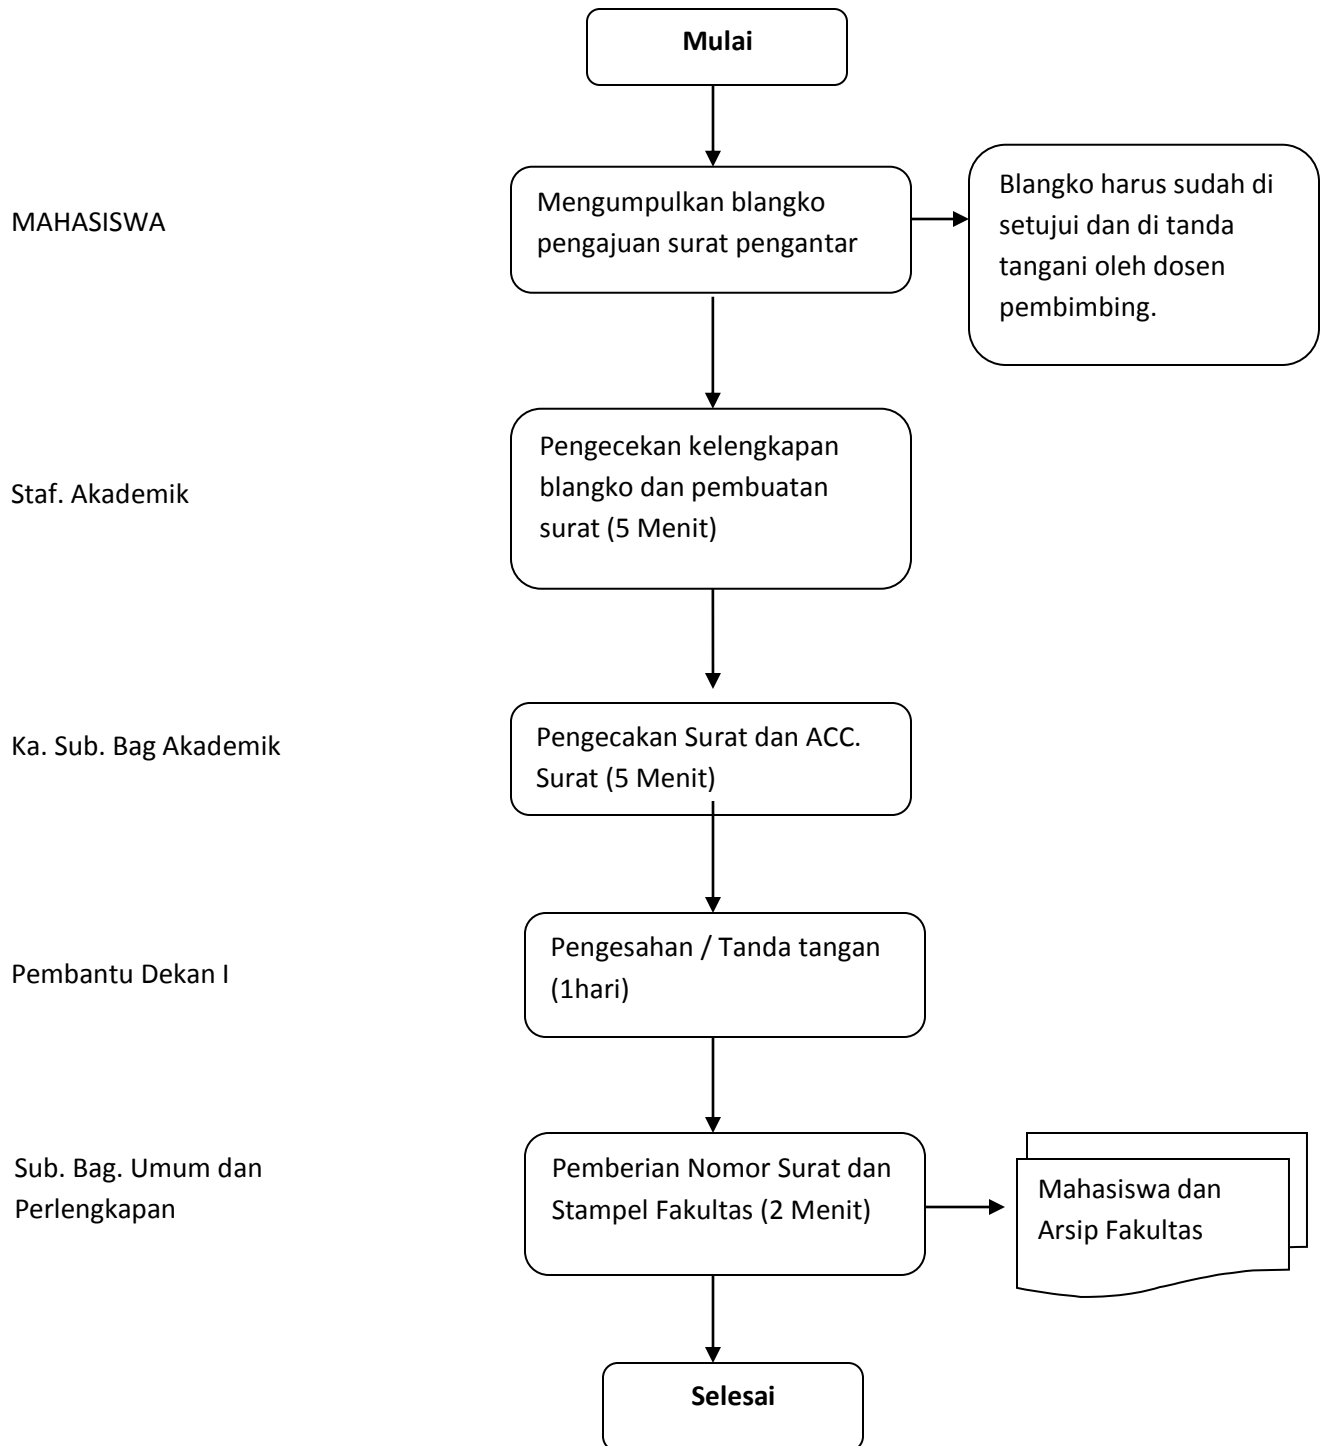 Mulai
MAHASISWA
Mengumpulkan blangko
pengajuan surat pengantar
Blangko harus sudah di
setujui dan di tanda
tangani oleh dosen
pembimbing.
Staf. Akademik
Pengecekan kelengkapan
blangko dan pembuatan
surat (5 Menit)
Ka. Sub. Bag Akademik
Pengecakan Surat dan ACC.
Surat (5 Menit)
Pembantu Dekan I
Pengesahan / Tanda tangan
(1hari)
Sub. Bag. Umum dan
Perlengkapan
Pemberian Nomor Surat dan
Stampel Fakultas (2 Menit)
Mahasiswa dan
Arsip Fakultas
Selesai